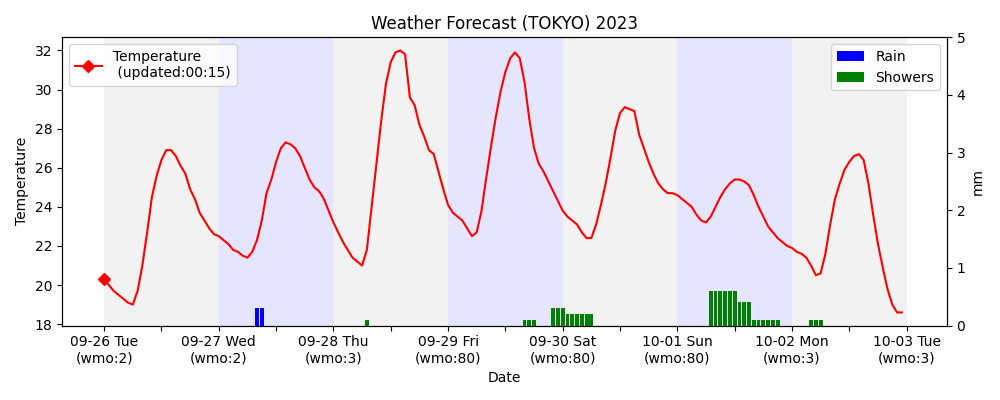 Weather Forecast (TOKYO) 2023
Temperature
(updated:00:15)
Rain
Showers
Temperature
32
30
28
26
24
22
20
18
5
4
3
2
1
0
mm
09-26 Tue 09-27 Wed 09-28 Thu 09-29 Fri 09-30 Sat 10-01 Sun 10-02 Mon 10-03 Tue
(wmo:2) (wmo:2) (wmo:3) (wmo:80) (wmo:80) (wmo:80) (wmo:3) (wmo:3)
Date